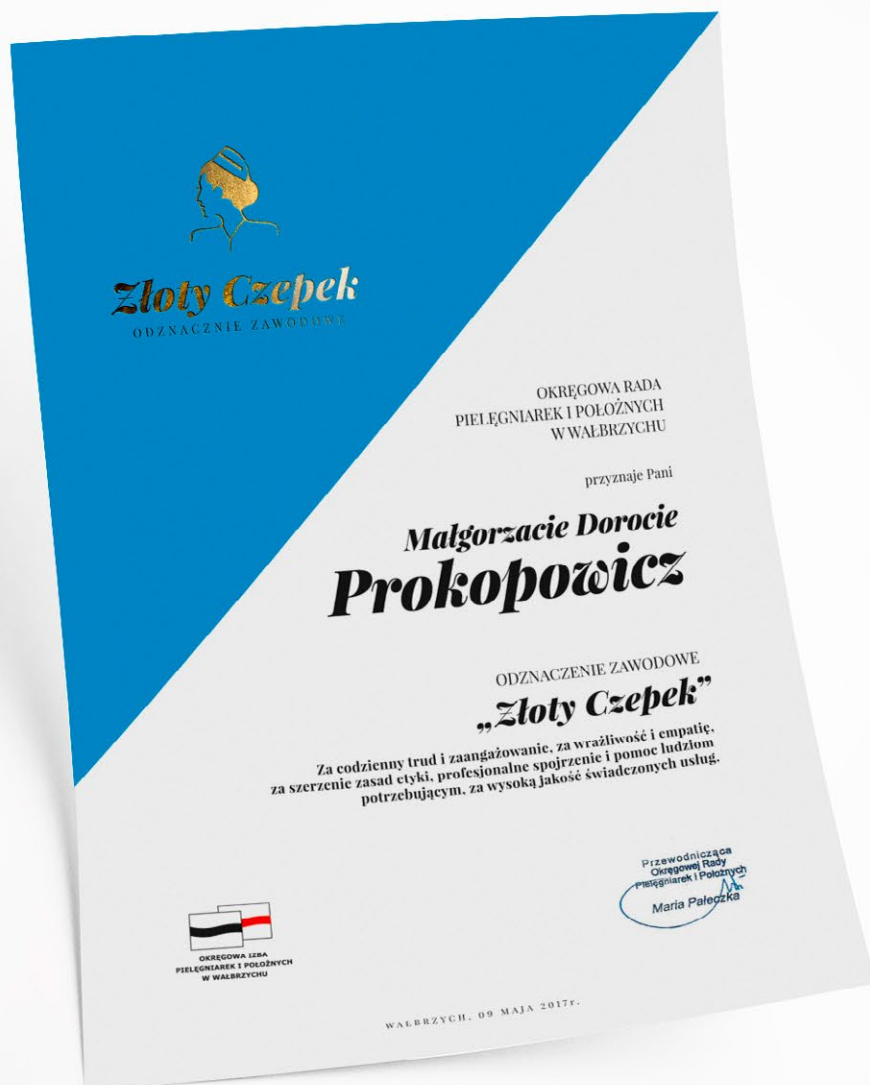 Złoty Czepek
ODZNACZNIE ZAWODOWE
OKRĘGOWA RADA
PIELĘGNIAREK I POŁOŻNYCH
W WAŁBRZYCHU
przyznaje Pani
Małgorzacie Dorocie
Prokopowicz
ODZNACZENIE ZAWODOWE
„Złoty Czepek”
Za codzienny trud i zaangażowanie, za wrażliwość i empatię,
za szerzenie zasad etyki, profesjonalne spojrzenie i pomoc ludziom
potrzebującym, za wysoką jakość świadczonych usług.
Przewodnicząca
Okręgowej Rady
Pielęgniarek i Położnych
Maria Pałeczka
OKRĘGOWA IZBA
PIELĘGNIAREK I POŁOŻNYCH
W WAŁBRZYCHU
WAŁBRZYCH, 09 MAJA 2017r.